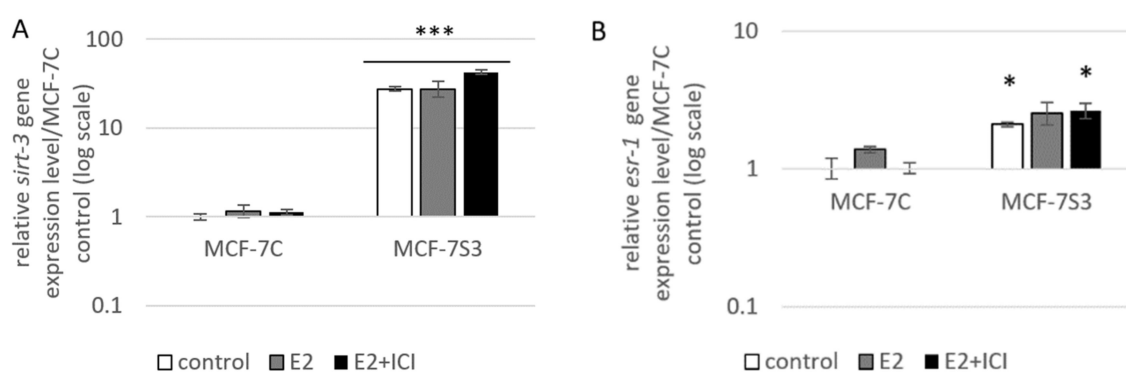 A
relative sirt-3 gene
expression level/MCF-7C
control (log scale)
100
10
1
0.1
***
MCF-7C
MCF-7S3
control
E2
E2+ICI
B
relative esr-1 gene
expression level/MCF-7C
control (log scale)
10
1
0.1
*
*
MCF-7C
MCF-7S3
control
E2
E2+ICI